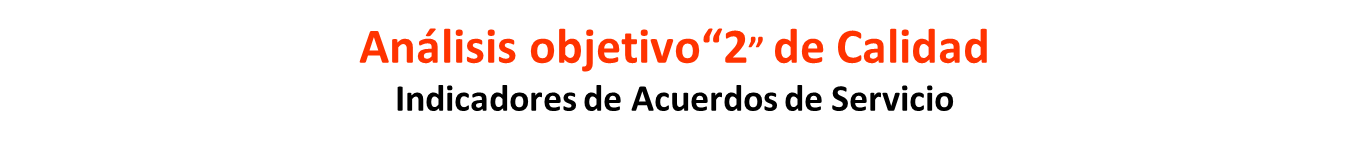 Análisis objetivo“2” de Calidad
Indicadores de Acuerdos de Servicio